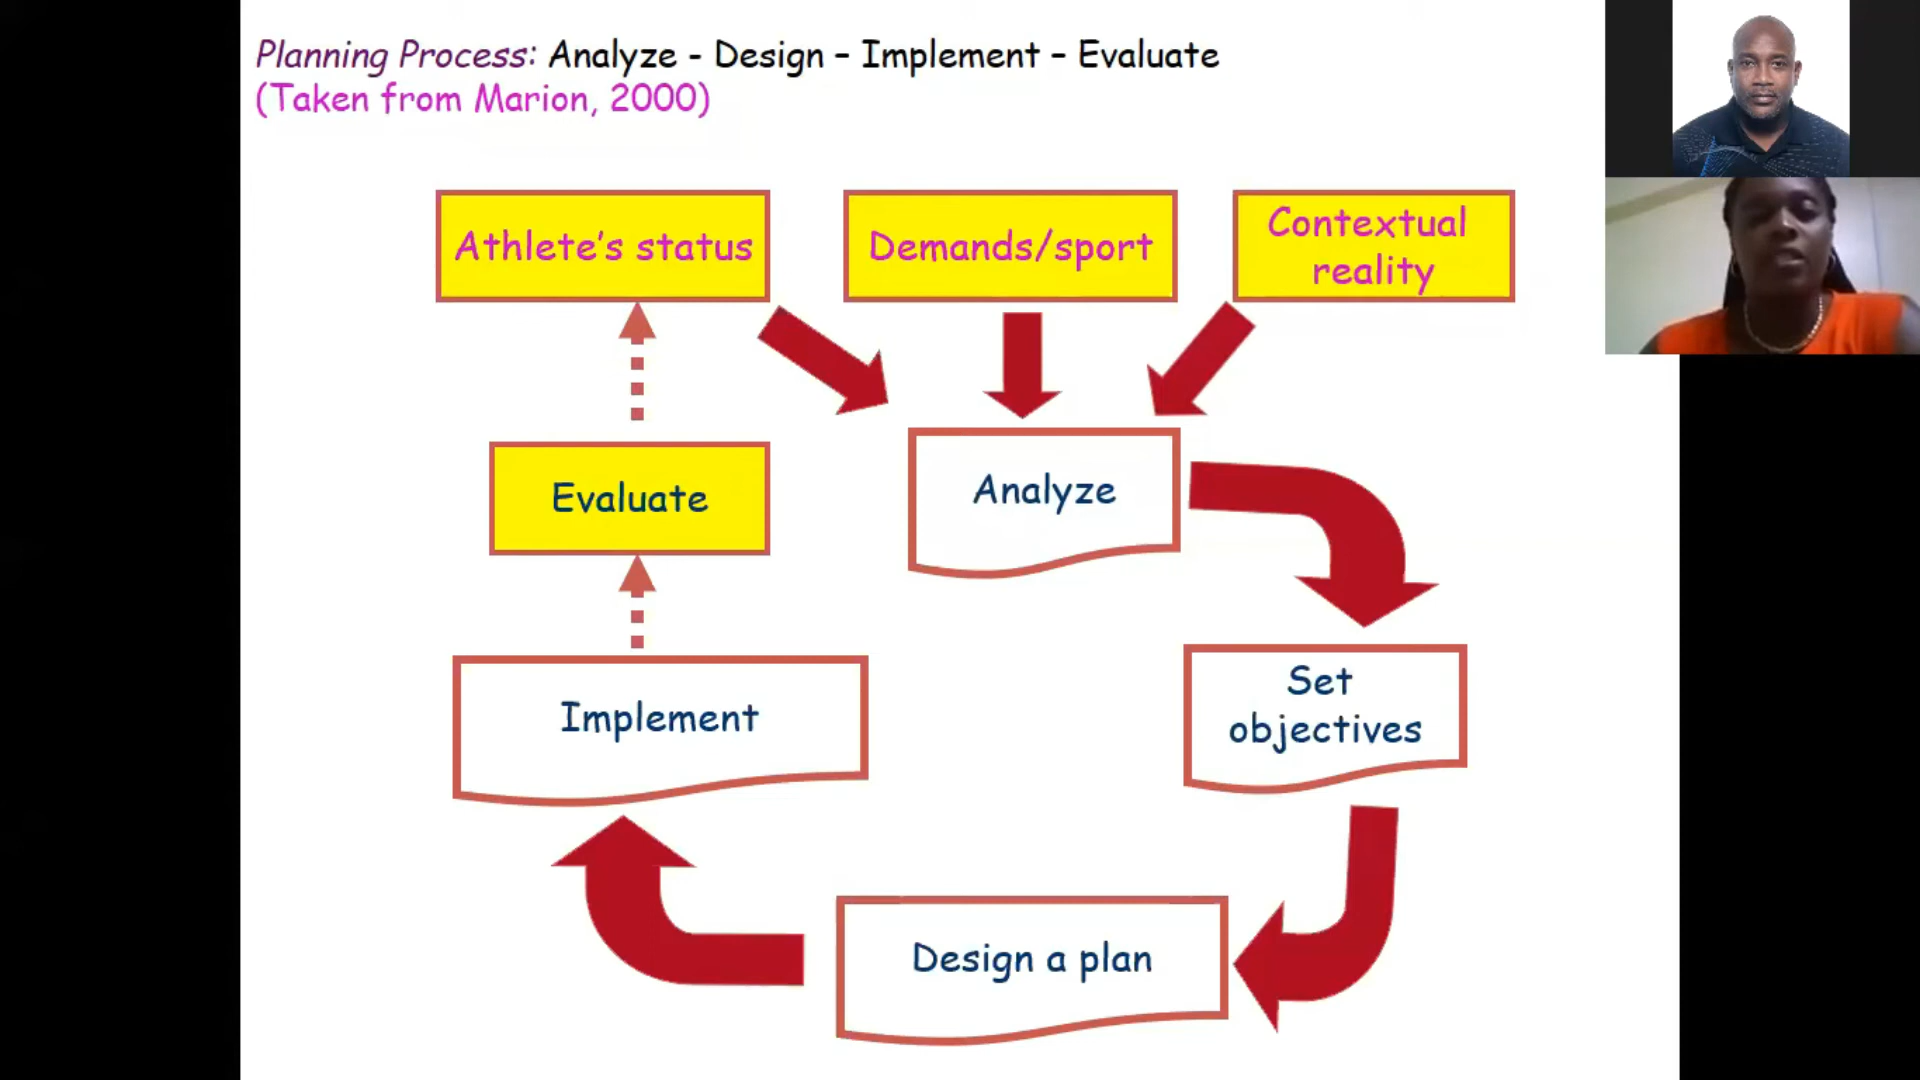 Planning Process: Analyze - Design – Implement – Evaluate
(Taken from Marion, 2000)
Athlete’s status
Demands/sport
Contextual
reality
Evaluate
Analyze
Implement
Set
objectives
Design a plan